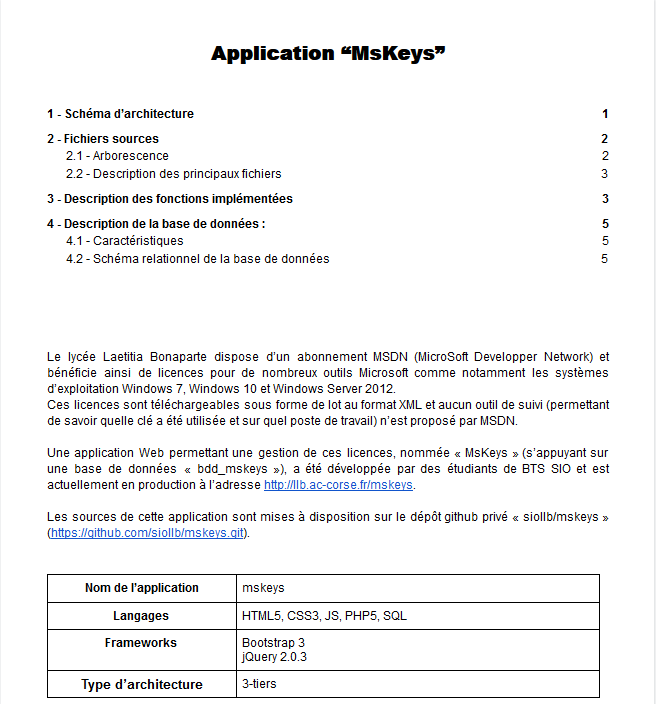 Application “MsKeys”
1 - Schéma d’architecture 1
2 - Fichiers sources 2
2.1 - Arborescence 2
2.2 - Description des principaux fichiers 3
3 - Description des fonctions implémentées 3
4 - Description de la base de données : 5
4.1 - Caractéristiques 5
4.2 - Schéma relationnel de la base de données 5
Le lycée Laetitia Bonaparte dispose d’un abonnement MSDN (MicroSoft Developper Network) et
bénéficie ainsi de licences pour de nombreux outils Microsoft comme notamment les systèmes
d’exploitation Windows 7, Windows 10 et Windows Server 2012.
Ces licences sont téléchargeables sous forme de lot au format XML et aucun outil de suivi (permettant
de savoir quelle clé a été utilisée et sur quel poste de travail) n’est proposé par MSDN.
Une application Web permettant une gestion de ces licences, nommée « MsKeys » (s’appuyant sur
une base de données « bdd_mskeys »), a été développée par des étudiants de BTS SIO et est
actuellement en production à l’adresse http://llb.ac-corse.fr/mskeys.
Les sources de cette application sont mises à disposition sur le dépôt github privé « siollb/mskeys »
(https://github.com/siollb/mskeys.git).
Nom de l’application mskeys
Langages HTML5, CSS3, JS, PHP5, SQL
Frameworks Bootstrap 3
jQuery 2.0.3
Type d’architecture 3-tiers